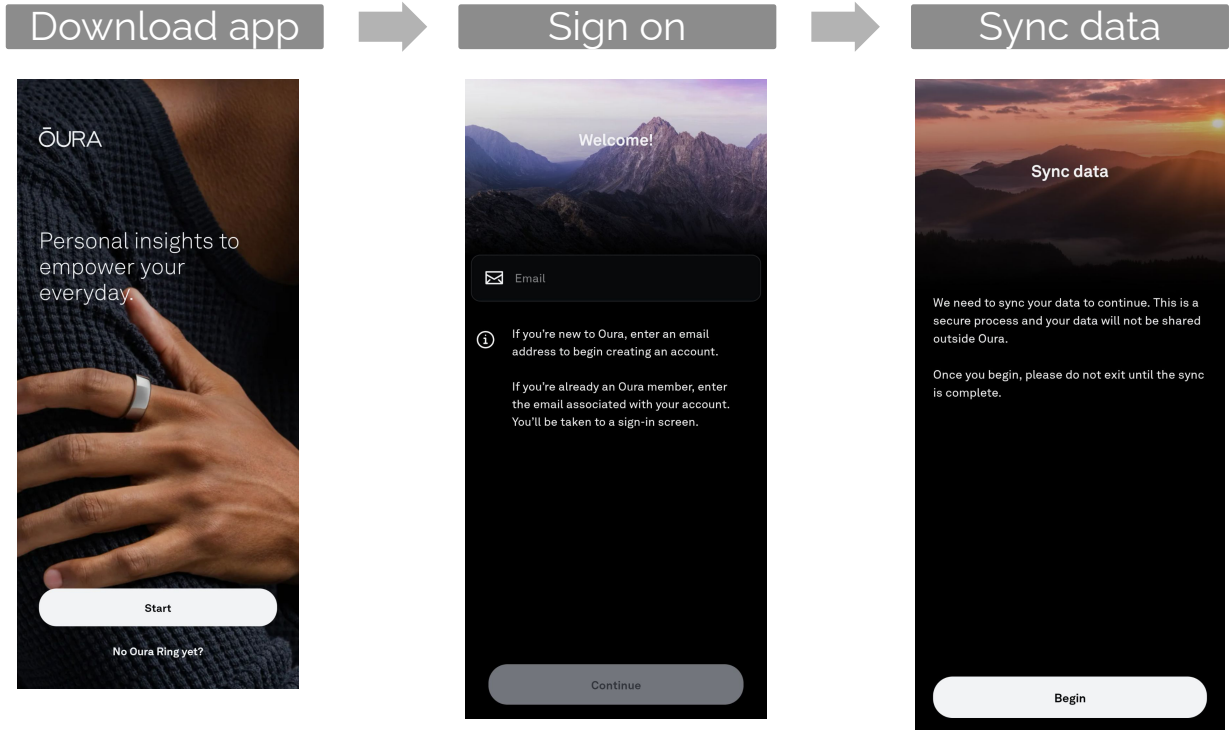 Download app
Sign on
Sync data
ŌURA
Personal insights to
empower your
everyday.
Start
No Oura Ring yet?
Welcome!
Email
If you're new to Oura, enter an email
address to begin creating an account.
If you're already an Oura member, enter
the email associated with your account.
You'll be taken to a sign-in screen.
Continue
Sync data
We need to sync your data to continue. This is a
secure process and your data will not be shared
outside Oura.
Once you begin, please do not exit until the sync
is complete.
Begin